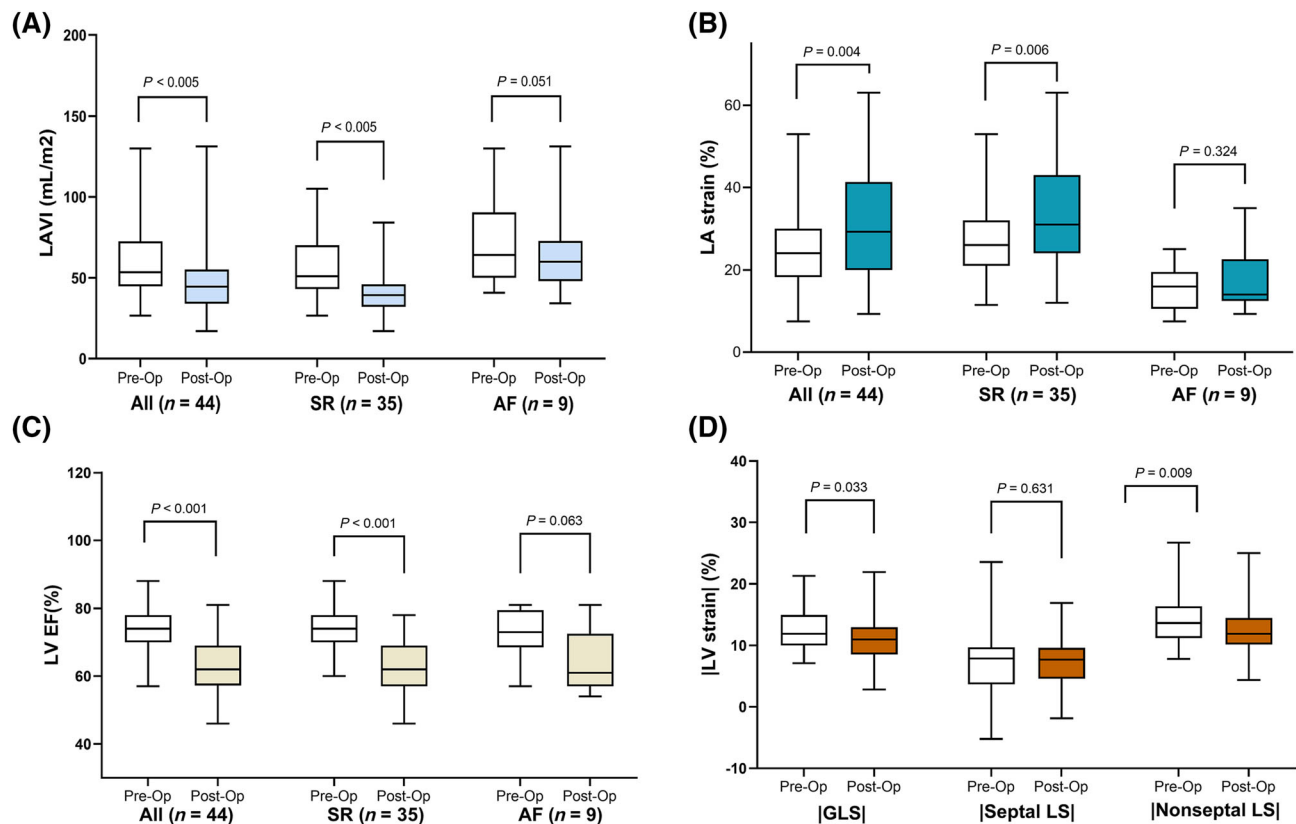 (A)
200
150
100
50
0
LAVI (mL/m2)
P < 0.005
P < 0.005
P = 0.051
Pre-Op Post-Op Pre-Op Post-Op Pre-Op Post-Op
All (n = 44) SR (n = 35) AF (n = 9)
(B)
60
40
20
0
LA strain (%)
P = 0.004
P = 0.006
P = 0.324
Pre-Op Post-Op Pre-Op Post-Op Pre-Op Post-Op
All (n = 44) SR (n = 35) AF (n = 9)
(C)
120
100
80
60
40
LV EF(%)
P < 0.001
P < 0.001
P = 0.063
Pre-Op Post-Op Pre-Op Post-Op Pre-Op Post-Op
All (n = 44) SR (n = 35) AF (n = 9)
(D)
40
30
20
10
0
-10
|LV strain| (%)
P = 0.033
P = 0.631
P = 0.009
Pre-Op Post-Op Pre-Op Post-Op Pre-Op Post-Op
|GLS| |Septal LS| |Nonseptal LS|